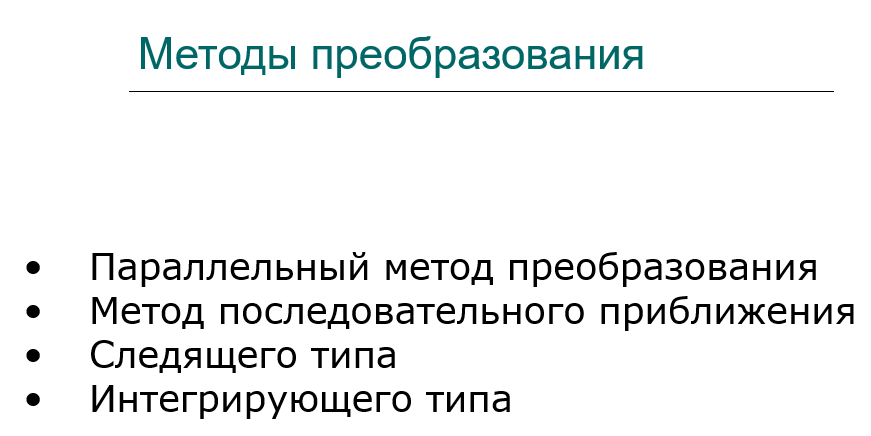 Методы преобразования
• Параллельный метод преобразования
• Метод последовательного приближения
• Следящего типа
• Интегрирующего типа